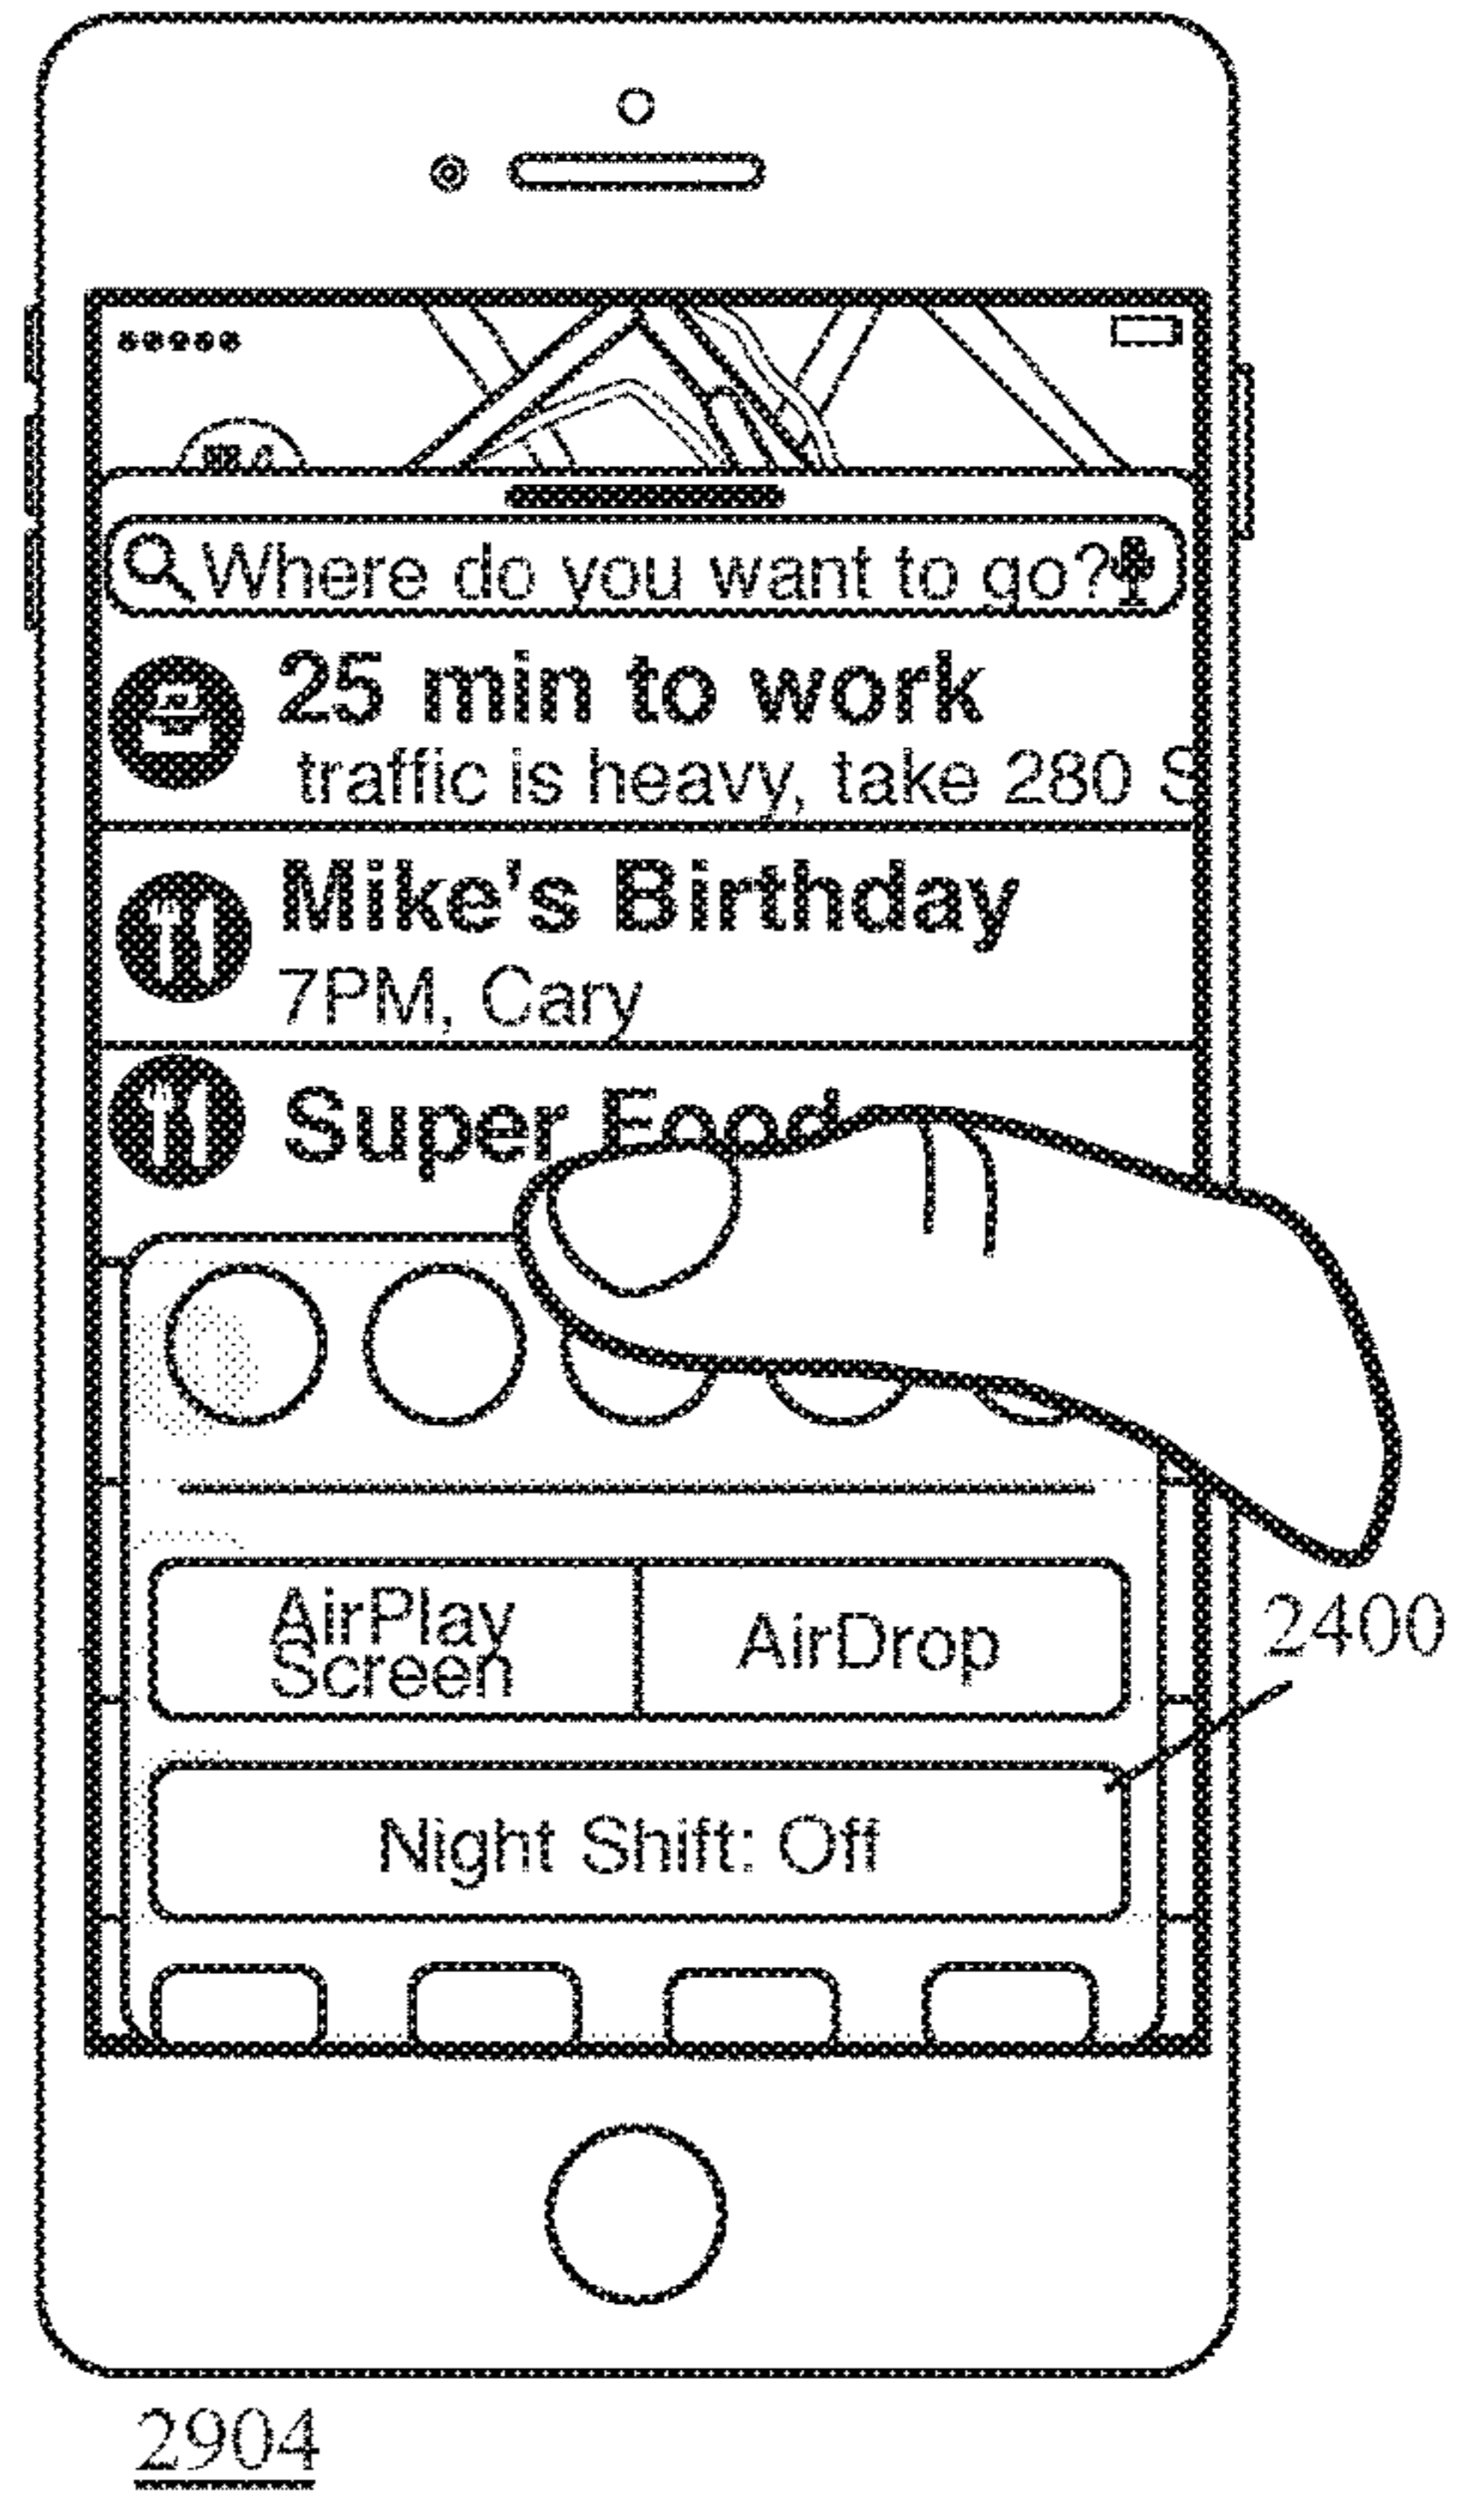 Where do you want to go?
25 min to work
traffic is heavy, take 280 S
Mike's Birthday
7PM, Cary
Super Food
AirPlay
Screen
AirDrop
2400
Night Shift: Off
2904